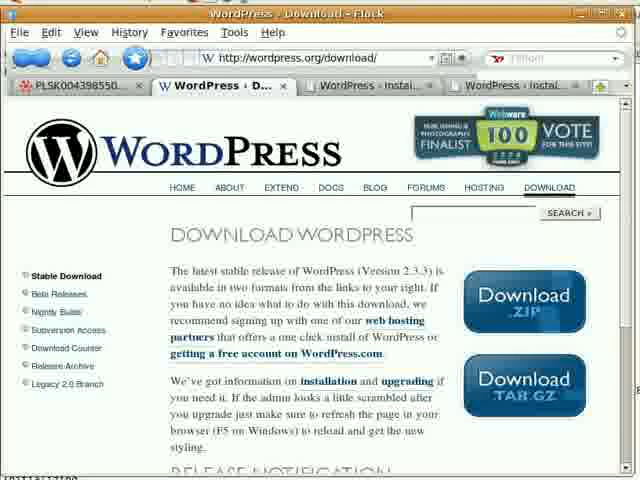 WordPress › Download - Flock
File Edit View History Favorites Tools Help
http://wordpress.org/download/
PLSK004398550... WordPress › D... WordPress › Instal... WordPress › Instal...
WORDPRESS
Webware
PUBLISHING &
PHOTOGRAPHY
FINALIST
100
VOTE
FOR THIS SITE!
HOME ABOUT EXTEND DOCS BLOG FORUMS HOSTING DOWNLOAD
SEARCH »
DOWNLOAD WORDPRESS
Stable Download
Beta Releases
Nightly Builds
Subversion Access
Download Counter
Release Archive
Legacy 2.0 Branch
The latest stable release of WordPress (Version 2.3.3) is
available in two formats from the links to your right. If
you have no idea what to do with this download, we
recommend signing up with one of our web hosting
partners that offers a one click install of WordPress or
getting a free account on WordPress.com.
We've got information on installation and upgrading if
you need it. If the admin looks a little scrambled after
you upgrade just make sure to refresh the page in your
browser (F5 on Windows) to reload and get the new
styling.
Download
.ZIP
Download
.TAR.GZ
RELEASE NOTIFICATION